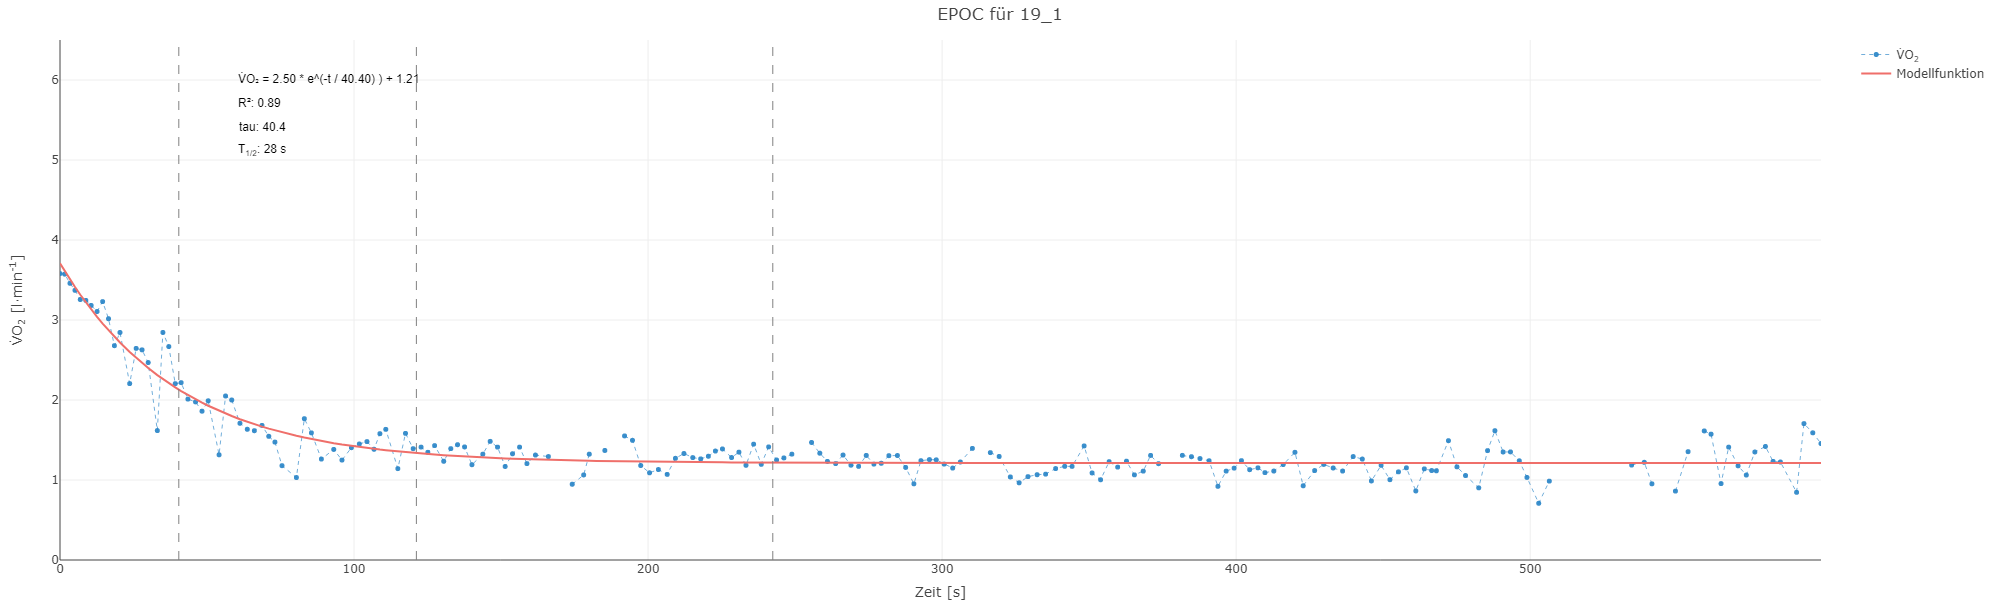 EPOC für 19_1
V̇O₂ = 2.50 * e^(-t / 40.40) ) + 1.21
R²: 0.89
tau: 40.4
T₁/₂: 28 s
V̇O₂
Modellfunktion
V̇O₂ [l·min⁻¹]
6
5
4
3
2
1
0
0 100 200 300 400 500
Zeit [s]